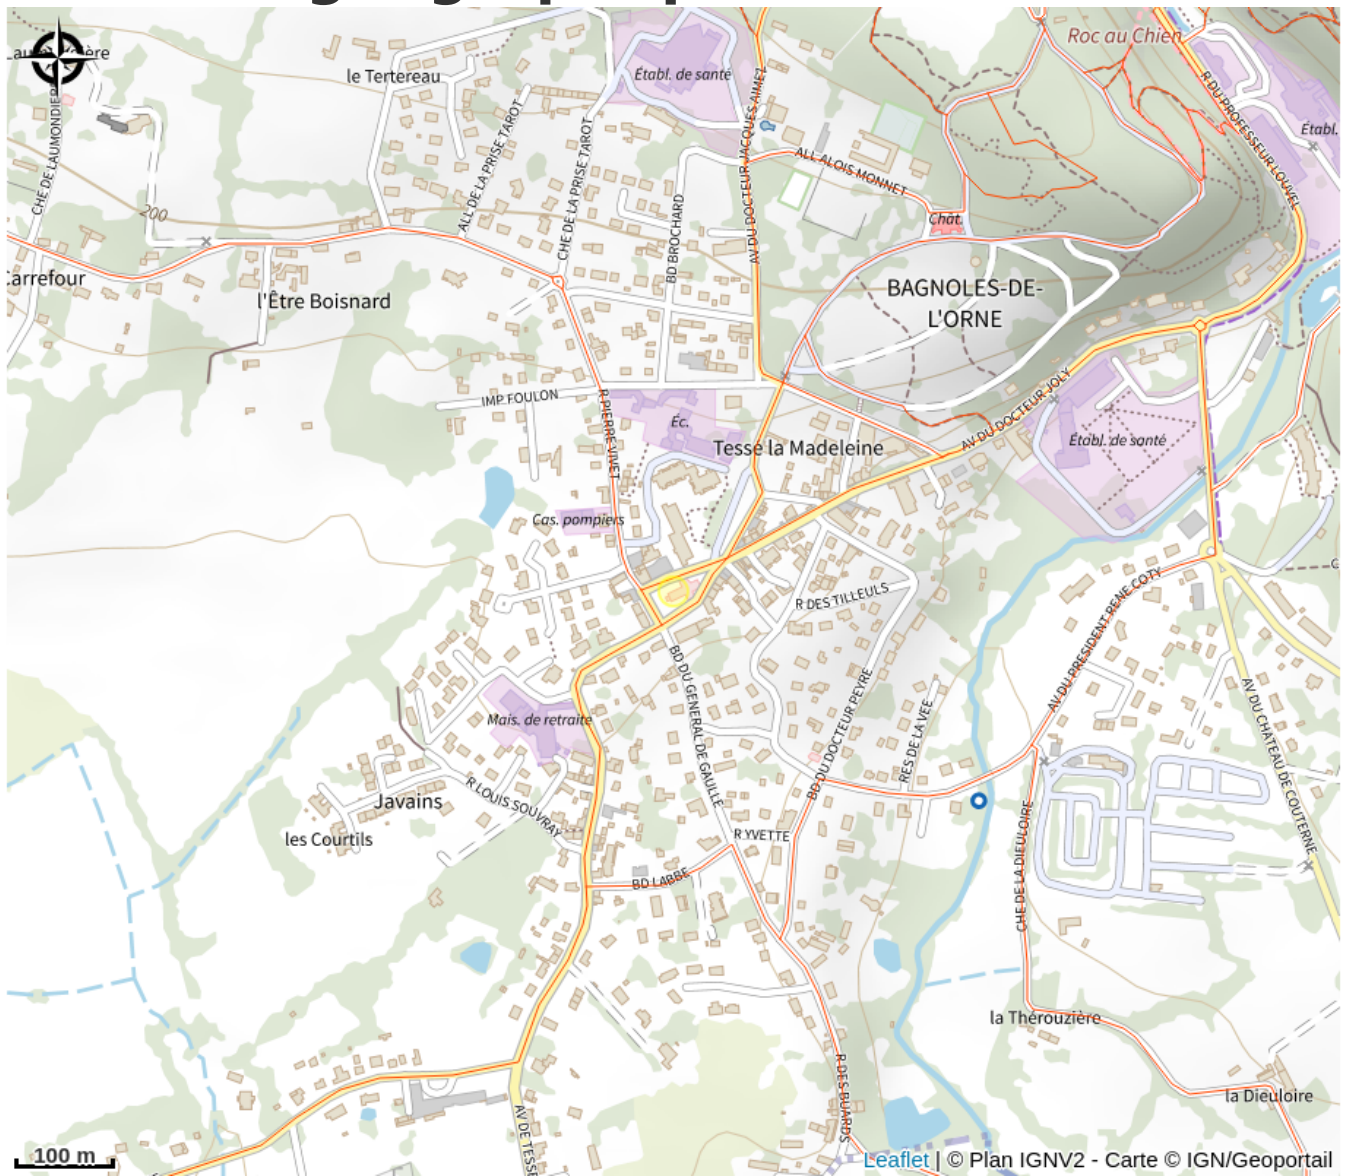 Roc au Chien
le Tertereau
Établ. de santé
R DU PROFESSEUR LOUVEL
Établ.
CHE DE L'AUMONDIERE
ALL DE LA PRISE TAROT
CHE DE LA PRISE TAROT
AV DU DOCTEUR JACQUES AIMEZ
ALL ALOIS MONNET
200
BD BROCHARD
Chât.
Carrefour
l'Être Boisnard
BAGNOLES-DE-
L'ORNE
IMP FOULON
R PIERRE VIVET
Éc.
Tessé la Madeleine
AV DU DOCTEUR JOLY
Établ. de santé
Cas. pompiers
R DES TILLEULS
AV DU PRESIDENT RENE COTY
BD DU GENERAL DE GAULLE
BD DU DOCTEUR PEYRE
RES DE LA VEE
AV DU CHATEAU DE COUTERNE
Mais. de retraite
Javains
R LOUIS SOUVRAY
les Courtils
R YVETTE
CHE DE LA DIEULOIRE
BD LABBE
la Thérouzière
R DES BUARDS
la Dieuloire
AV DE TESSE
100 m
Leaflet | © Plan IGNV2 - Carte © IGN/Geoportail